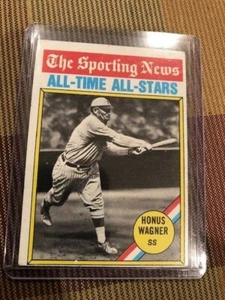 The Sporting News
ALL-TIME ALL-STARS
HONUS
WAGNER
SS